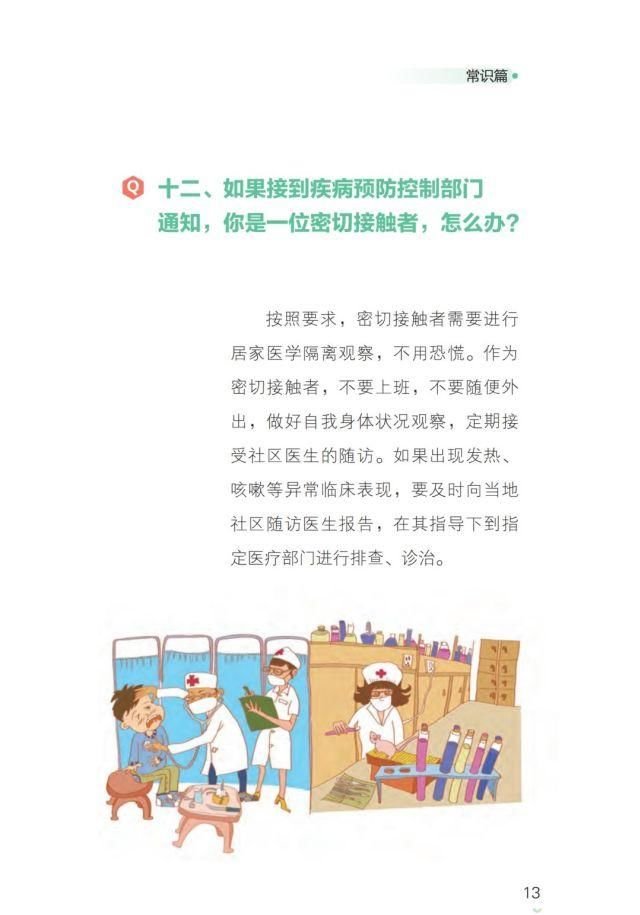 常识篇
Q 十二、如果接到疾病预防控制部门
通知，你是一位密切接触者，怎么办？
按照要求，密切接触者需要进行
居家医学隔离观察，不用恐慌。作为
密切接触者，不要上班，不要随便外
出，做好自我身体状况观察，定期接
受社区医生的随访。如果出现发热、
咳嗽等异常临床表现，要及时向当地
社区随访医生报告，在其指导下到指
定医疗部门进行排查、诊治。
13